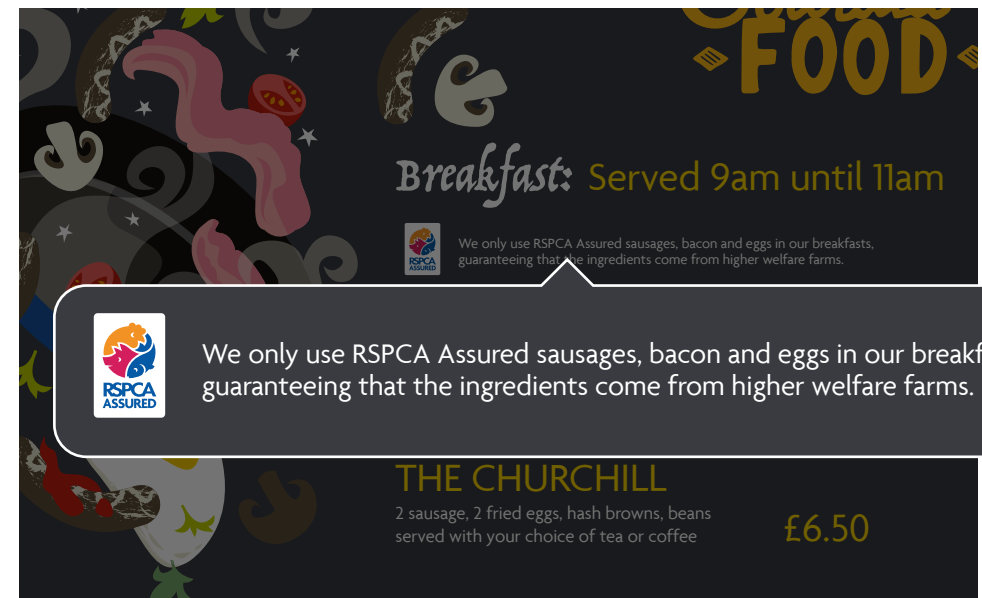 FOOD
Breakfast: Served 9am until 11am
RSPCA
ASSURED
We only use RSPCA Assured sausages, bacon and eggs in our breakfasts,
guaranteeing that the ingredients come from higher welfare farms.
RSPCA
ASSURED
We only use RSPCA Assured sausages, bacon and eggs in our breakf
guaranteeing that the ingredients come from higher welfare farms.
THE CHURCHILL
2 sausage, 2 fried eggs, hash browns, beans
served with your choice of tea or coffee
£6.50